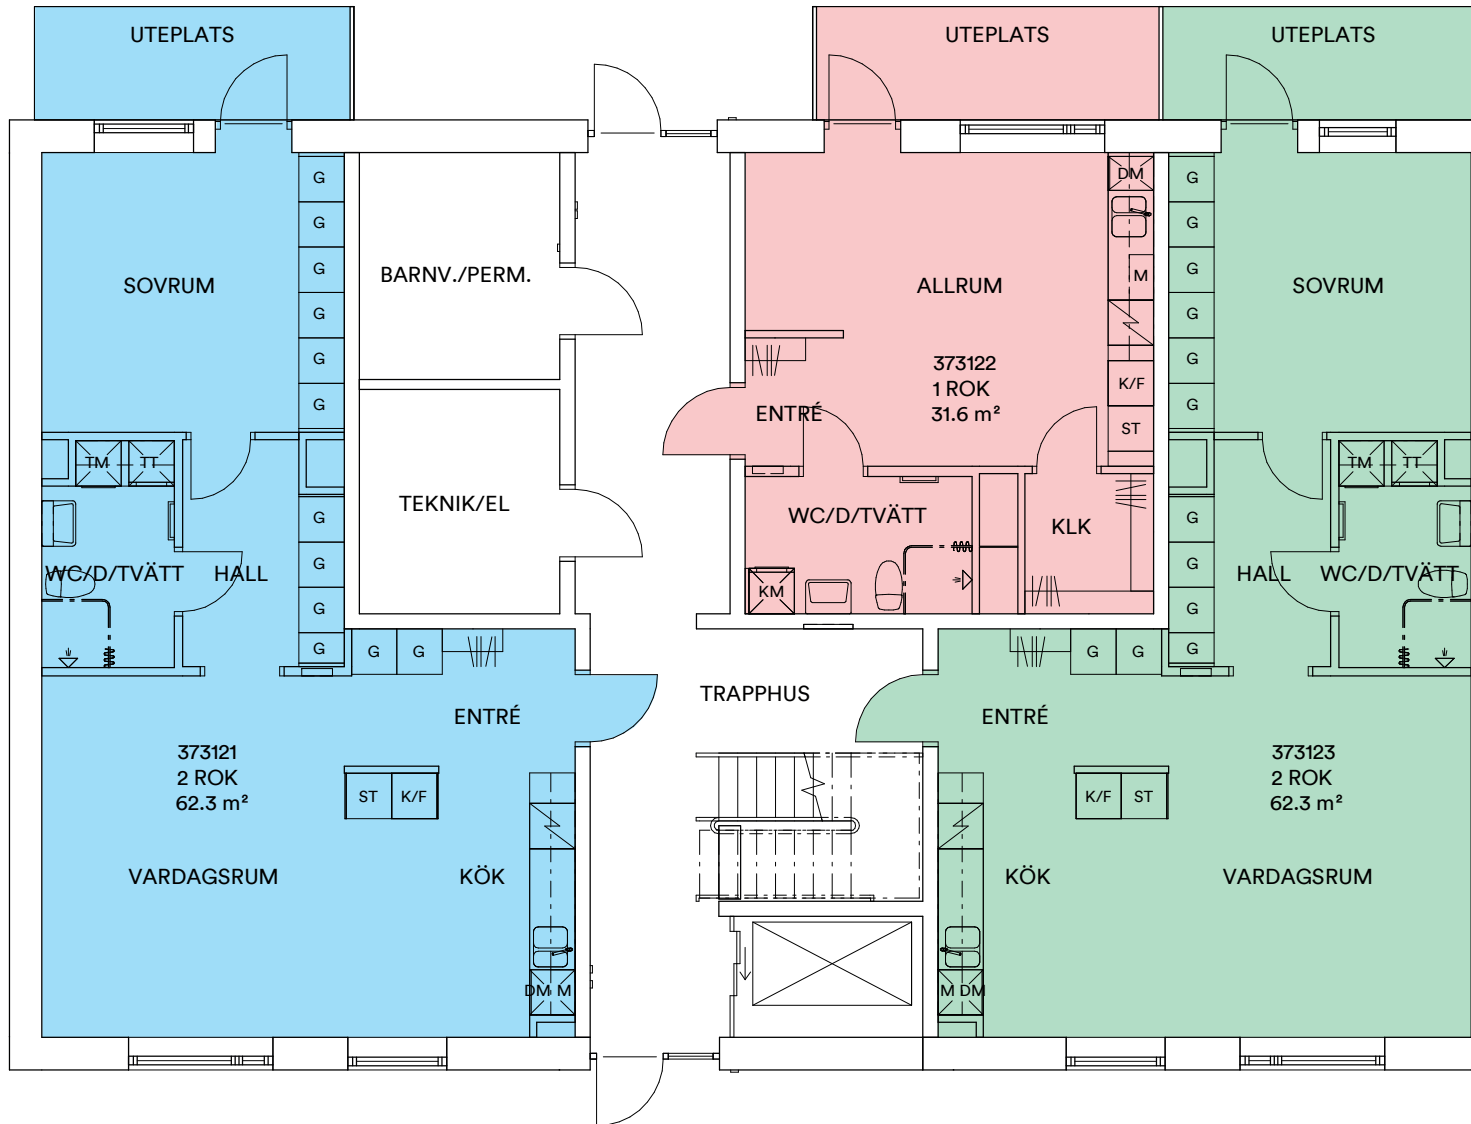 UTEPLATS
UTEPLATS
UTEPLATS
G
G
G
G
G
G
SOVRUM
BARNV./PERM.
ALLRUM
DM
M
K/F
ST
373122
1 ROK
31.6 m²
ENTRÉ
G
G
G
G
G
G
SOVRUM
TM
TT
TEKNIK/EL
WC/D/TVÄTT
KLK
KM
TM
TT
WC/D/TVÄTT
HALL
G
G
G
G
G
G
HALL
WC/D/TVÄTT
G
G
G
G
G
G
ENTRÉ
TRAPPHUS
ENTRÉ
373121
2 ROK
62.3 m²
ST
K/F
K/F
ST
373123
2 ROK
62.3 m²
VARDAGSRUM
KÖK
KÖK
VARDAGSRUM
DM M
M DM